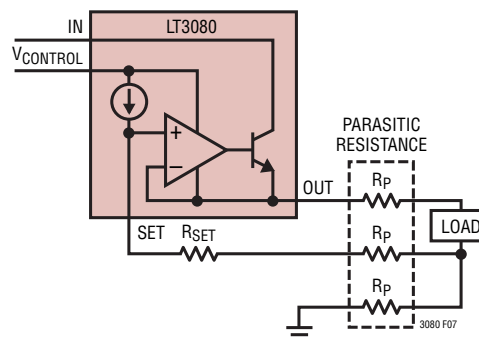 IN
LT3080
VCONTROL
+
–
PARASITIC
RESISTANCE
OUT
RP
LOAD
SET
RSET
RP
RP
3080 F07